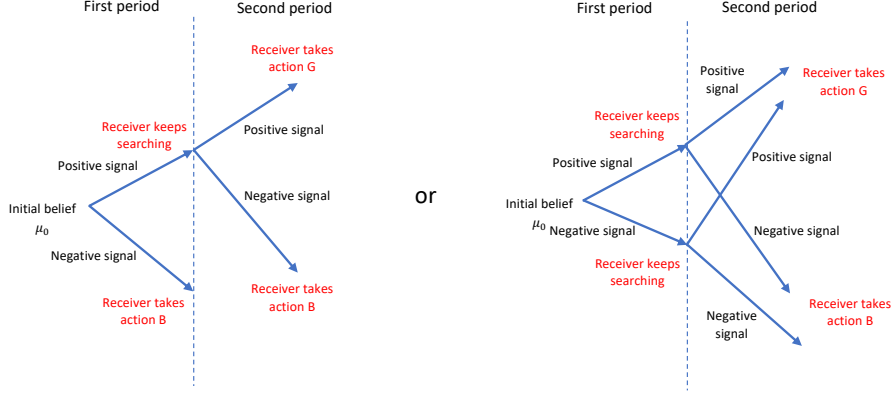 First period
Second period
Receiver takes
action G
Receiver keeps
searching
Positive signal
Positive signal
Initial belief
μ0
Negative signal
Negative signal
Receiver takes
action B
Receiver takes
action B
or
First period
Second period
Positive
signal
Receiver takes
action G
Receiver keeps
searching
Positive signal
Positive signal
Initial belief
μ0
Negative signal
Negative signal
Receiver keeps
searching
Receiver takes
action B
Negative
signal